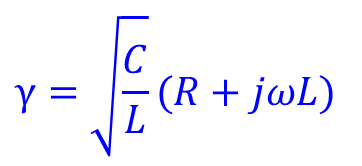 γ = √(C/L) (R + jωL)